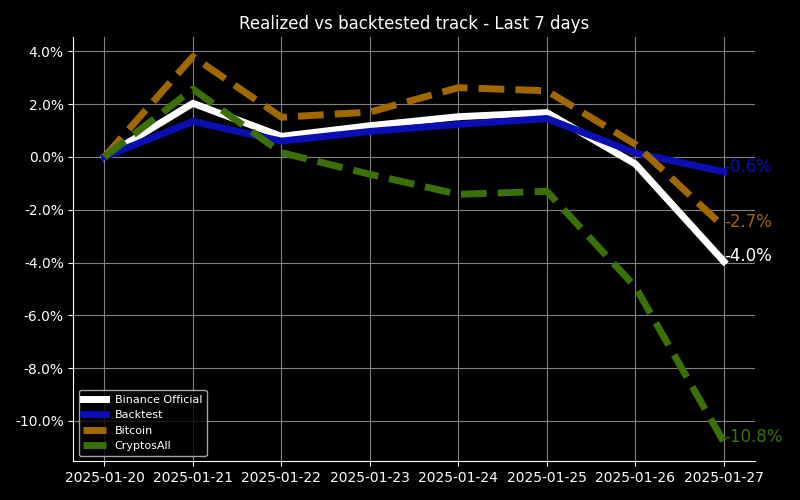 Realized vs backtested track - Last 7 days
4.0%
2.0%
0.0%
-2.0%
-4.0%
-6.0%
-8.0%
-10.0%
-0.6%
-2.7%
-4.0%
-10.8%
Binance Official
Backtest
Bitcoin
CryptosAll
2025-01-20 2025-01-21 2025-01-22 2025-01-23 2025-01-24 2025-01-25 2025-01-26 2025-01-27